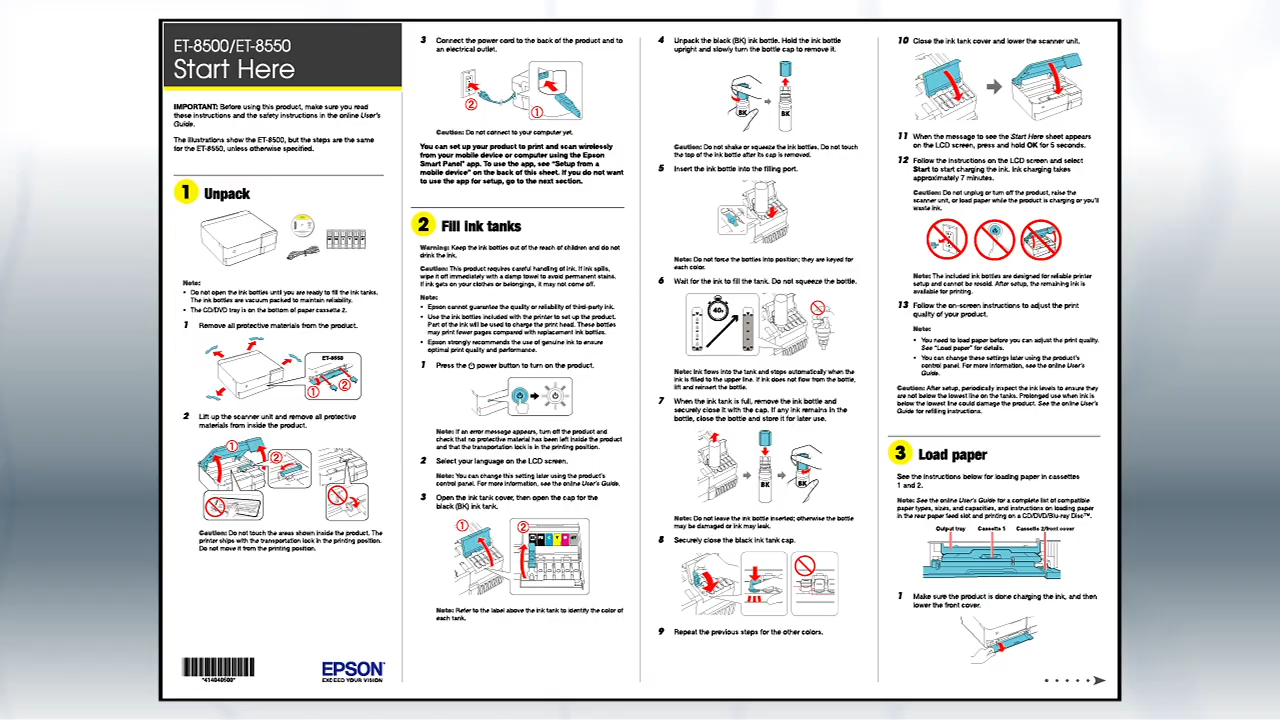 ET-8500/ET-8550
Start Here
IMPORTANT: Before using this product, make sure you read
these instructions and the safety instructions in the online User's
Guide.
The illustrations show the ET-8500, but the steps are the same
for the ET-8550, unless otherwise specified.
1 Unpack
Note:
• Do not open the ink bottles until you are ready to fill the ink tanks.
The ink bottles are vacuum packed to maintain reliability.
• The CD/DVD tray is on the bottom of paper cassette 2.
1 Remove all protective materials from the product.
ET-8550
1
2
2 Lift up the scanner unit and remove all protective
materials from inside the product.
1
2
Caution: Do not touch the areas shown inside the product. The
printer ships with the transportation lock in the printing position.
Do not move it from the printing position.
EPSON
EXCEED YOUR VISION
3 Connect the power cord to the back of the product and to
an electrical outlet.
2
1
Caution: Do not connect to your computer yet.
You can set up your product to print and scan wirelessly
from your mobile device or computer using the Epson
Smart Panel® app. To use the app, see "Setup from a
mobile device" on the back of this sheet. If you do not want
to use the app for setup, go to the next section.
2 Fill ink tanks
Warning: Keep the ink bottles out of the reach of children and do not
drink the ink.
Caution: This product requires careful handling of ink. If ink spills,
wipe it off immediately with a damp towel to avoid permanent stains.
If ink gets on your clothes or belongings, it may not come off.
Note:
• Epson cannot guarantee the quality or reliability of third-party ink.
• Use the ink bottles included with the printer to set up the product.
Part of the ink will be used to charge the print head. These bottles
may print fewer pages compared with replacement ink bottles.
• Epson strongly recommends the use of genuine ink to ensure
optimal print quality and performance.
1 Press the power button to turn on the product.
Note: If an error message appears, turn off the product and
check that no protective material has been left inside the product
and that the transportation lock is in the printing position.
2 Select your language on the LCD screen.
Note: You can change this setting later using the product's
control panel. For more information, see the online User's Guide.
3 Open the ink tank cover, then open the cap for the
black (BK) ink tank.
1
2
Note: Refer to the label above the ink tank to identify the color of
each tank.
4 Unpack the black (BK) ink bottle. Hold the ink bottle
upright and slowly turn the bottle cap to remove it.
BK
BK
Caution: Do not shake or squeeze the ink bottles. Do not touch
the top of the ink bottle after its cap is removed.
5 Insert the ink bottle into the filling port.
Note: Do not force the bottles into position; they are keyed for
each color.
6 Wait for the ink to fill the tank. Do not squeeze the bottle.
40s
Note: Ink flows into the tank and stops automatically when the
ink is filled to the upper line. If ink does not flow from the bottle,
lift and reinsert the bottle.
7 When the ink tank is full, remove the ink bottle and
securely close it with the cap. If any ink remains in the
bottle, close the bottle and store it for later use.
BK
BK
Note: Do not leave the ink bottle inserted; otherwise the bottle
may be damaged or ink may leak.
8 Securely close the black ink tank cap.
9 Repeat the previous steps for the other colors.
10 Close the ink tank cover and lower the scanner unit.
11 When the message to see the Start Here sheet appears
on the LCD screen, press and hold OK for 5 seconds.
12 Follow the instructions on the LCD screen and select
Start to start charging the ink. Ink charging takes
approximately 7 minutes.
Caution: Do not unplug or turn off the product, raise the
scanner unit, or load paper while the product is charging or you'll
waste ink.
Note: The included ink bottles are designed for reliable printer
setup and cannot be resold. After setup, the remaining ink is
available for printing.
13 Follow the on-screen instructions to adjust the print
quality of your product.
Note:
• You need to load paper before you can adjust the print quality.
See "Load paper" for details.
• You can change these settings later using the product's
control panel. For more information, see the online User's
Guide.
Caution: After setup, periodically inspect the ink levels to ensure they
are not below the lowest line on the tanks. Prolonged use when ink is
below the lowest line could damage the product. See the online User's
Guide for refilling instructions.
3 Load paper
See the instructions below for loading paper in cassettes
1 and 2.
Note: See the online User's Guide for a complete list of compatible
paper types, sizes, and capacities, and instructions on loading paper
in the rear paper feed slot and printing on a CD/DVD/Blu-ray Disc™.
Output tray Cassette 1 Cassette 2/front cover
1 Make sure the product is done charging the ink, and then
lower the front cover.